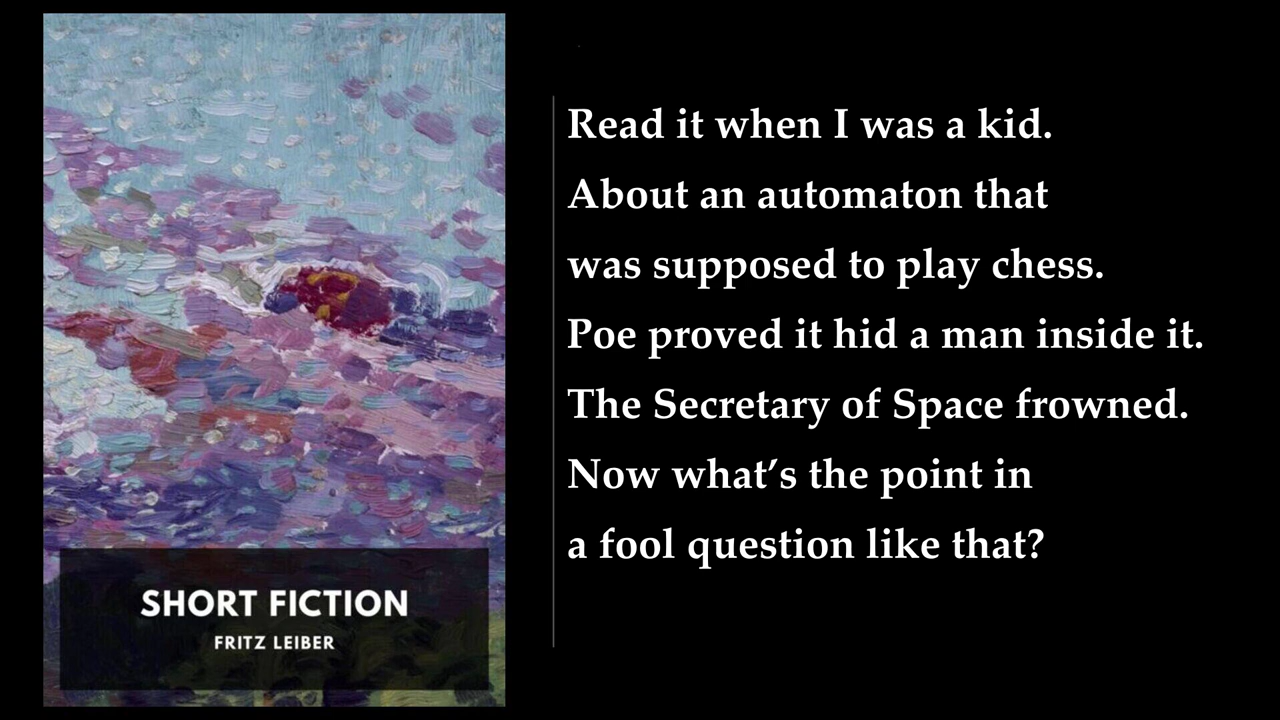 Read it when I was a kid.
About an automaton that
was supposed to play chess.
Poe proved it hid a man inside it.
The Secretary of Space frowned.
Now what’s the point in
a fool question like that?
SHORT FICTION
FRITZ LEIBER